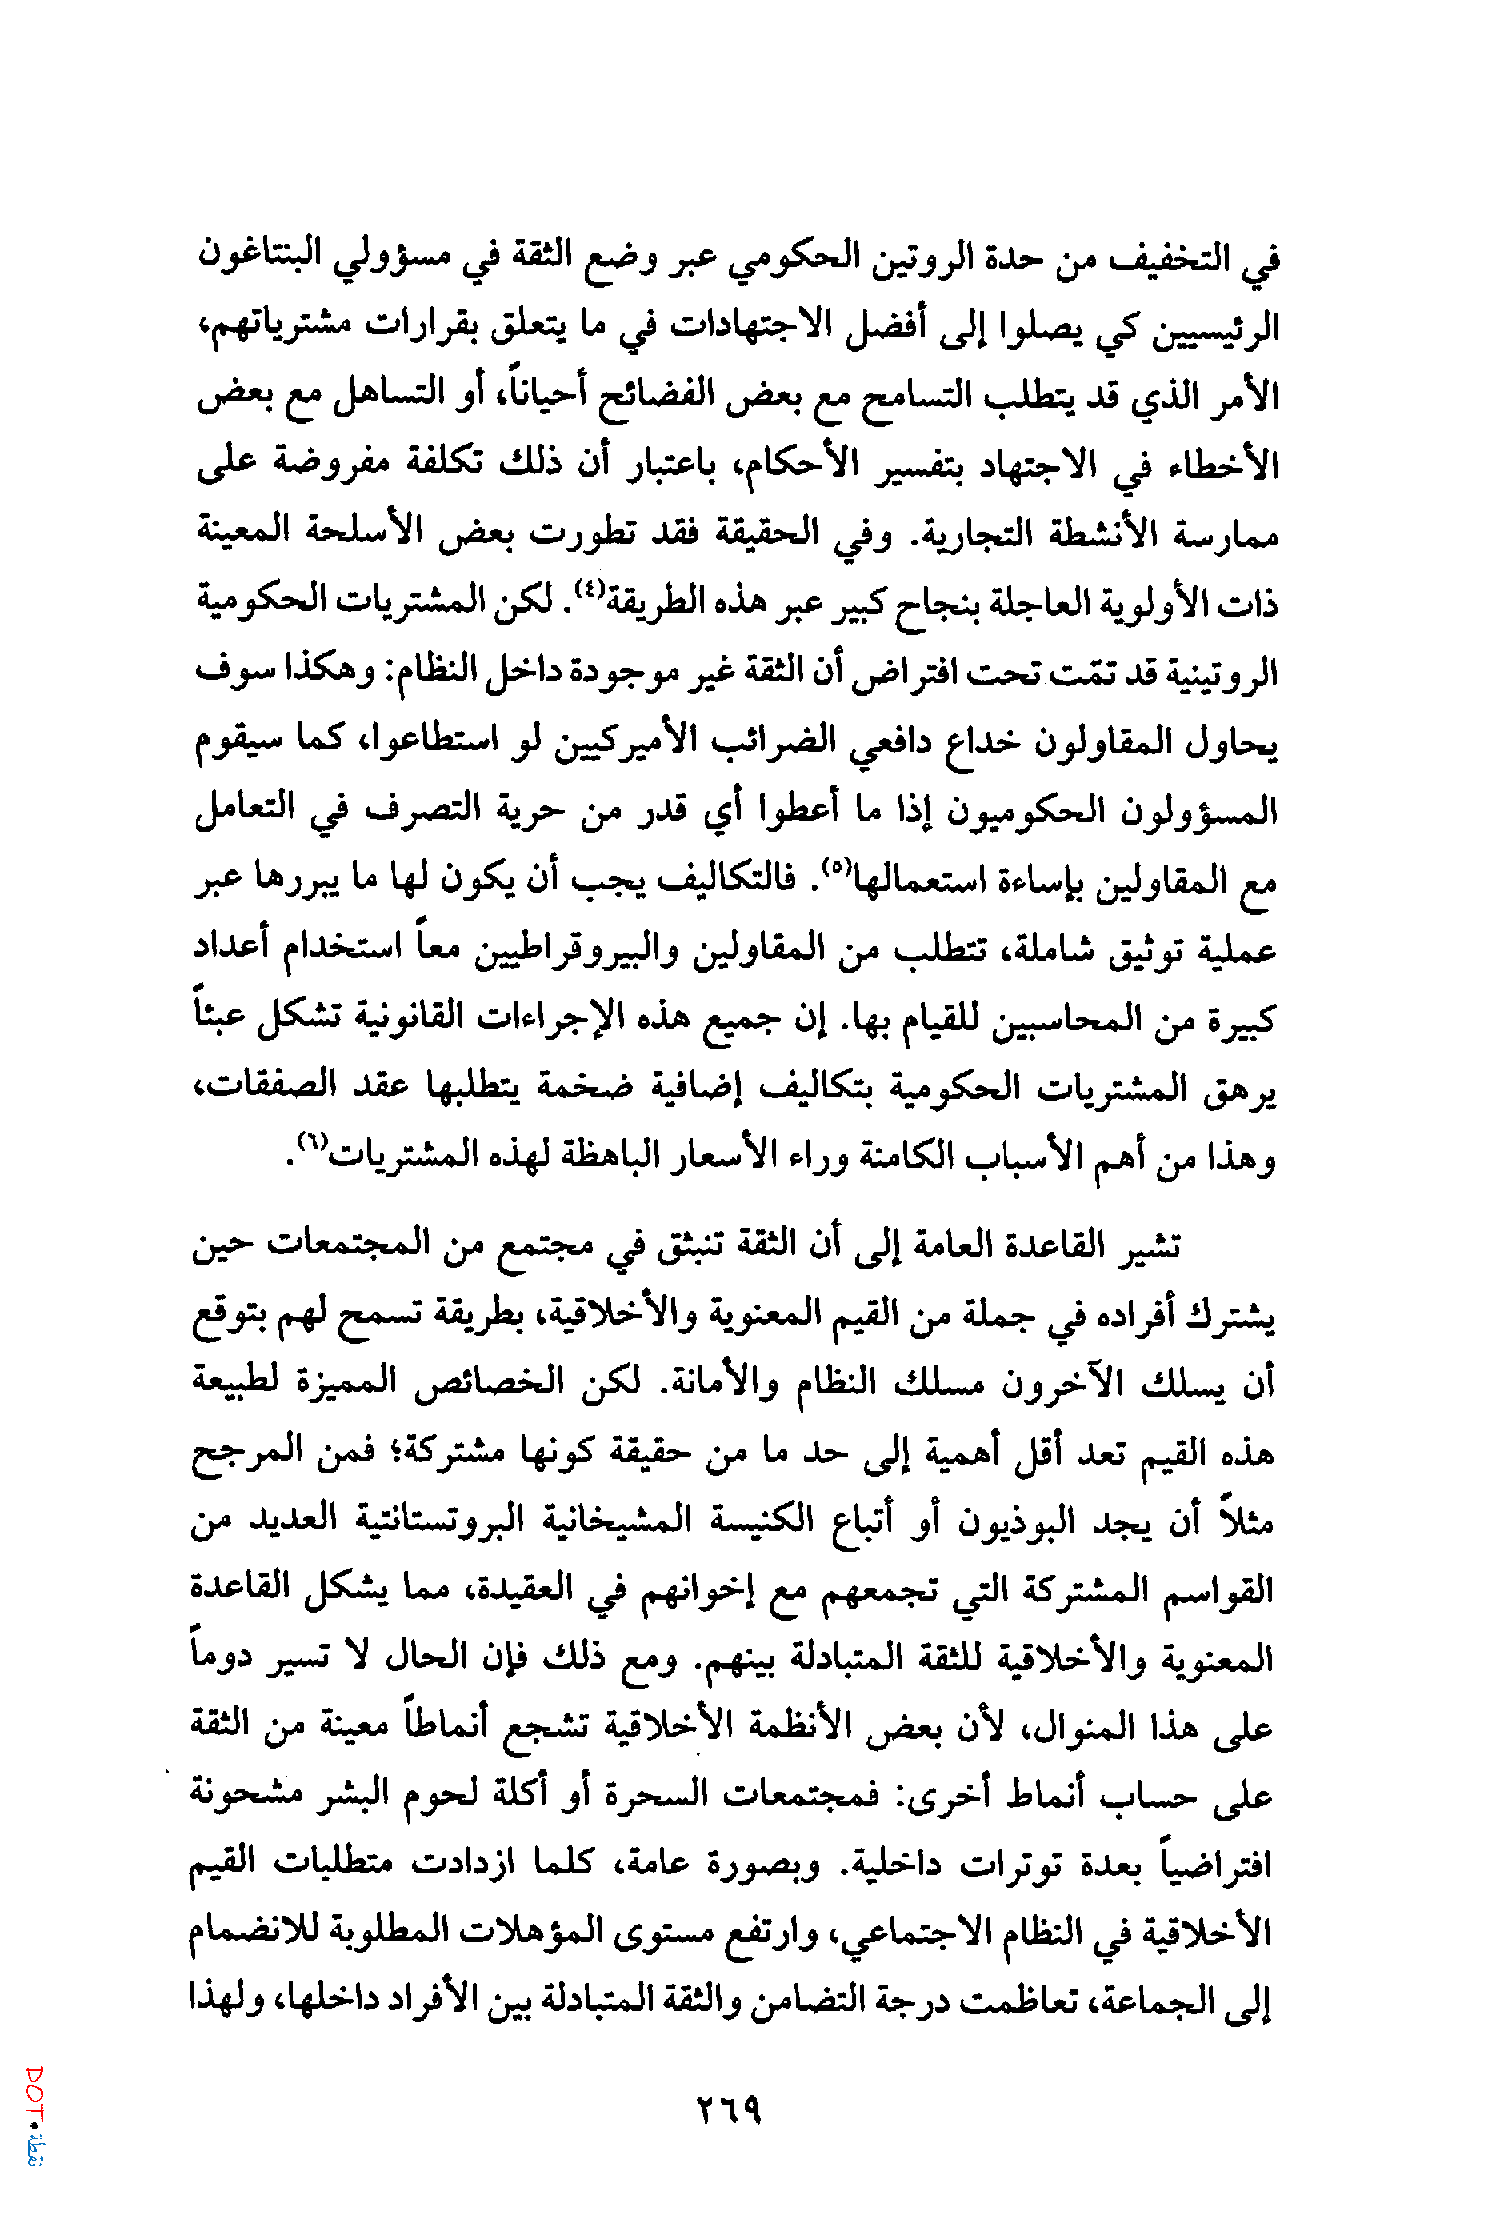 في التخفيف من حدة الروتين الحكومي عبر وضع الثقة في مسؤولي البنتاغون
الرئيسيين كي يصلوا إلى أفضل الاجتهادات في ما يتعلق بقرارات مشترياتهم،
الأمر الذي قد يتطلب التسامح مع بعض الفضائح أحياناً، أو التساهل مع بعض
الأخطاء في الاجتهاد بتفسير الأحكام، باعتبار أن ذلك تكلفة مفروضة على
ممارسة الأنشطة التجارية. وفي الحقيقة فقد تطورت بعض الأسلحة المعينة
ذات الأولوية العاجلة بنجاح كبير عبر هذه الطريقة(٤). لكن المشتريات الحكومية
الروتينية قد تمّت تحت افتراض أن الثقة غير موجودة داخل النظام: وهكذا سوف
يحاول المقاولون خداع دافعي الضرائب الأميركيين لو استطاعوا، كما سيقوم
المسؤولون الحكوميون إذا ما أعطوا أي قدر من حرية التصرف في التعامل
مع المقاولين بإساءة استعمالها(٥). فالتكاليف يجب أن يكون لها ما يبررها عبر
عملية توثيق شاملة، تتطلب من المقاولين والبيروقراطيين معاً استخدام أعداد
كبيرة من المحاسبين للقيام بها. إن جميع هذه الإجراءات القانونية تشكل عبئاً
يرهق المشتريات الحكومية بتكاليف إضافية ضخمة يتطلبها عقد الصفقات،
وهذا من أهم الأسباب الكامنة وراء الأسعار الباهظة لهذه المشتريات(٦).
تشير القاعدة العامة إلى أن الثقة تنبثق في مجتمع من المجتمعات حين
يشترك أفراده في جملة من القيم المعنوية والأخلاقية، بطريقة تسمح لهم بتوقع
أن يسلك الآخرون مسلك النظام والأمانة. لكن الخصائص المميزة لطبيعة
هذه القيم تعد أقل أهمية إلى حد ما من حقيقة كونها مشتركة؛ فمن المرجح
مثلاً أن يجد البوذيون أو أتباع الكنيسة المشيخانية البروتستانتية العديد من
القواسم المشتركة التي تجمعهم مع إخوانهم في العقيدة، مما يشكل القاعدة
المعنوية والأخلاقية للثقة المتبادلة بينهم. ومع ذلك فإن الحال لا تسير دوماً
على هذا المنوال، لأن بعض الأنظمة الأخلاقية تشجع أنماطاً معينة من الثقة
على حساب أنماط أخرى: فمجتمعات السحرة أو أكلة لحوم البشر مشحونة
افتراضياً بعدة توترات داخلية. وبصورة عامة، كلما ازدادت متطلبات القيم
الأخلاقية في النظام الاجتماعي، وارتفع مستوى المؤهلات المطلوبة للانضمام
إلى الجماعة، تعاظمت درجة التضامن والثقة المتبادلة بين الأفراد داخلها، ولهذا
٢٦٩
DOT نقطة